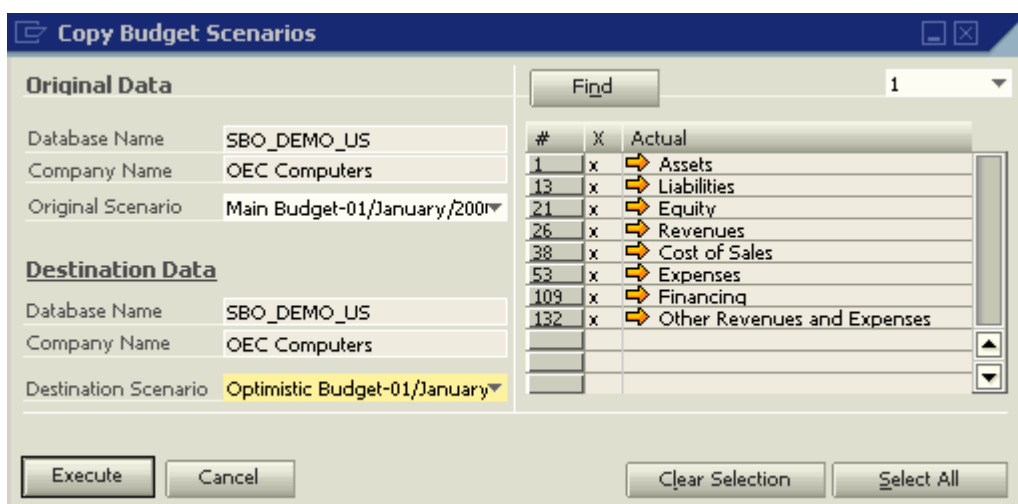 Copy Budget Scenarios
Original Data
Database Name SBO_DEMO_US
Company Name OEC Computers
Original Scenario Main Budget-01/January/200
Destination Data
Database Name SBO_DEMO_US
Company Name OEC Computers
Destination Scenario Optimistic Budget-01/January
Find 1
# X Actual
1 x Assets
13 x Liabilities
21 x Equity
26 x Revenues
38 x Cost of Sales
53 x Expenses
109 x Financing
132 x Other Revenues and Expenses
Execute Cancel Clear Selection Select All